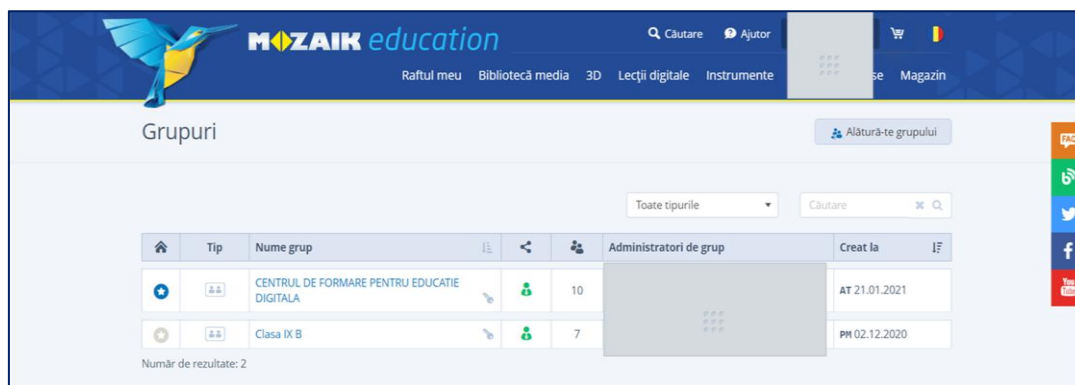 MOZAIK education
Căutare Ajutor
Raftul meu Bibliotecă media 3D Lecții digitale Instrumente se Magazin
Grupuri
Alătură-te grupului
Toate tipurile Căutare
Tip Nume grup Administratori de grup Creat la
CENTRUL DE FORMARE PENTRU EDUCATIE
DIGITALA
10 AT 21.01.2021
Clasa IX B 7 PM 02.12.2020
Număr de rezultate: 2
FAC
You
Tube